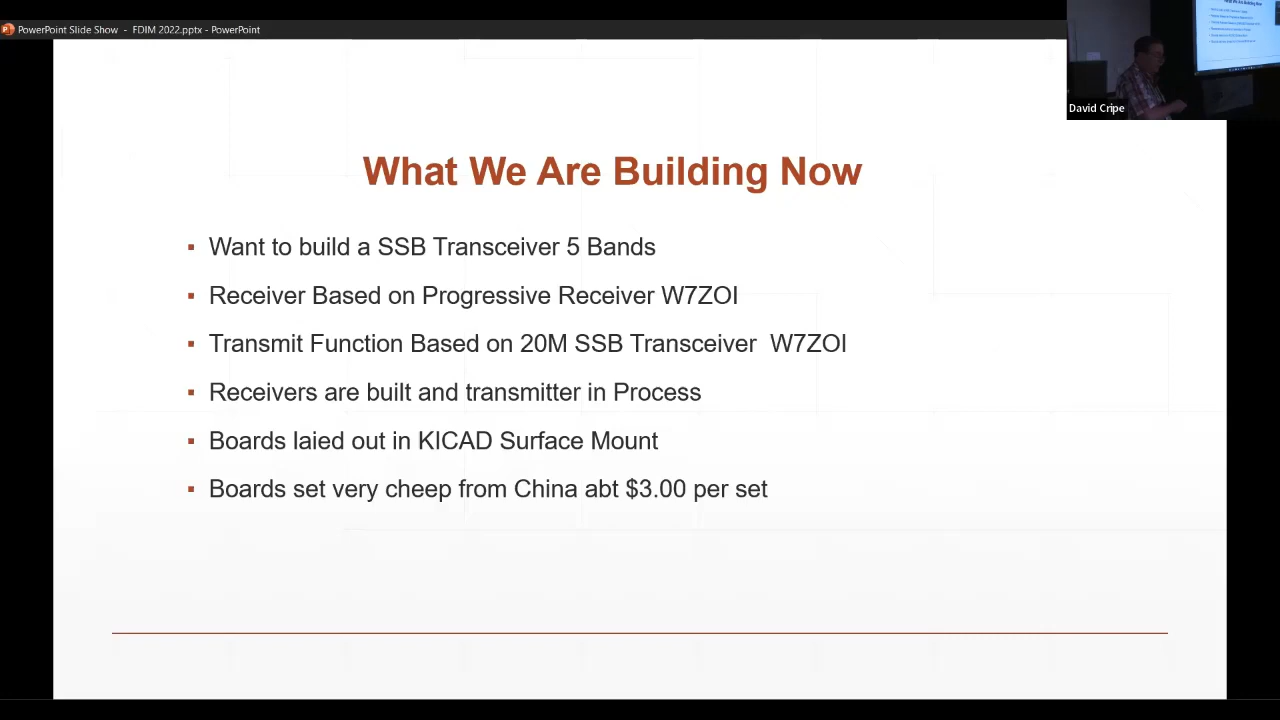 PowerPoint Slide Show - FDIM 2022.pptx - PowerPoint
David Cripe
What We Are Building Now
▪ Want to build a SSB Transceiver 5 Bands
▪ Receiver Based on Progressive Receiver W7ZOI
▪ Transmit Function Based on 20M SSB Transceiver  W7ZOI
▪ Receivers are built and transmitter in Process
▪ Boards laied out in KICAD Surface Mount
▪ Boards set very cheep from China abt $3.00 per set